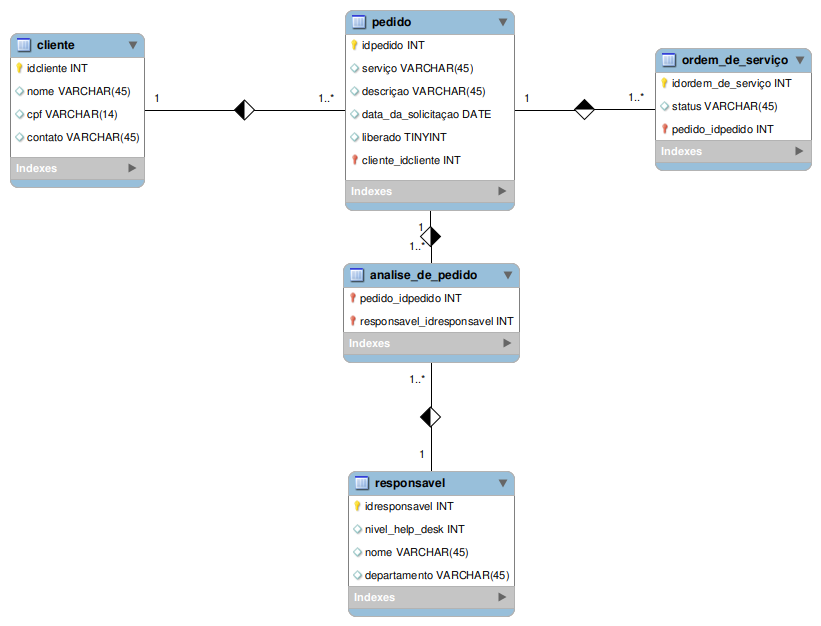 cliente
idcliente INT
nome VARCHAR(45)
cpf VARCHAR(14)
contato VARCHAR(45)
Indexes
1
1..*
pedido
idpedido INT
serviço VARCHAR(45)
descriçao VARCHAR(45)
data_da_solicitaçao DATE
liberado TINYINT
cliente_idcliente INT
Indexes
1
1..*
ordem_de_serviço
idordem_de_serviço INT
status VARCHAR(45)
pedido_idpedido INT
Indexes
1
1..*
analise_de_pedido
pedido_idpedido INT
responsavel_idresponsavel INT
Indexes
1..*
1
responsavel
idresponsavel INT
nivel_help_desk INT
nome VARCHAR(45)
departamento VARCHAR(45)
Indexes